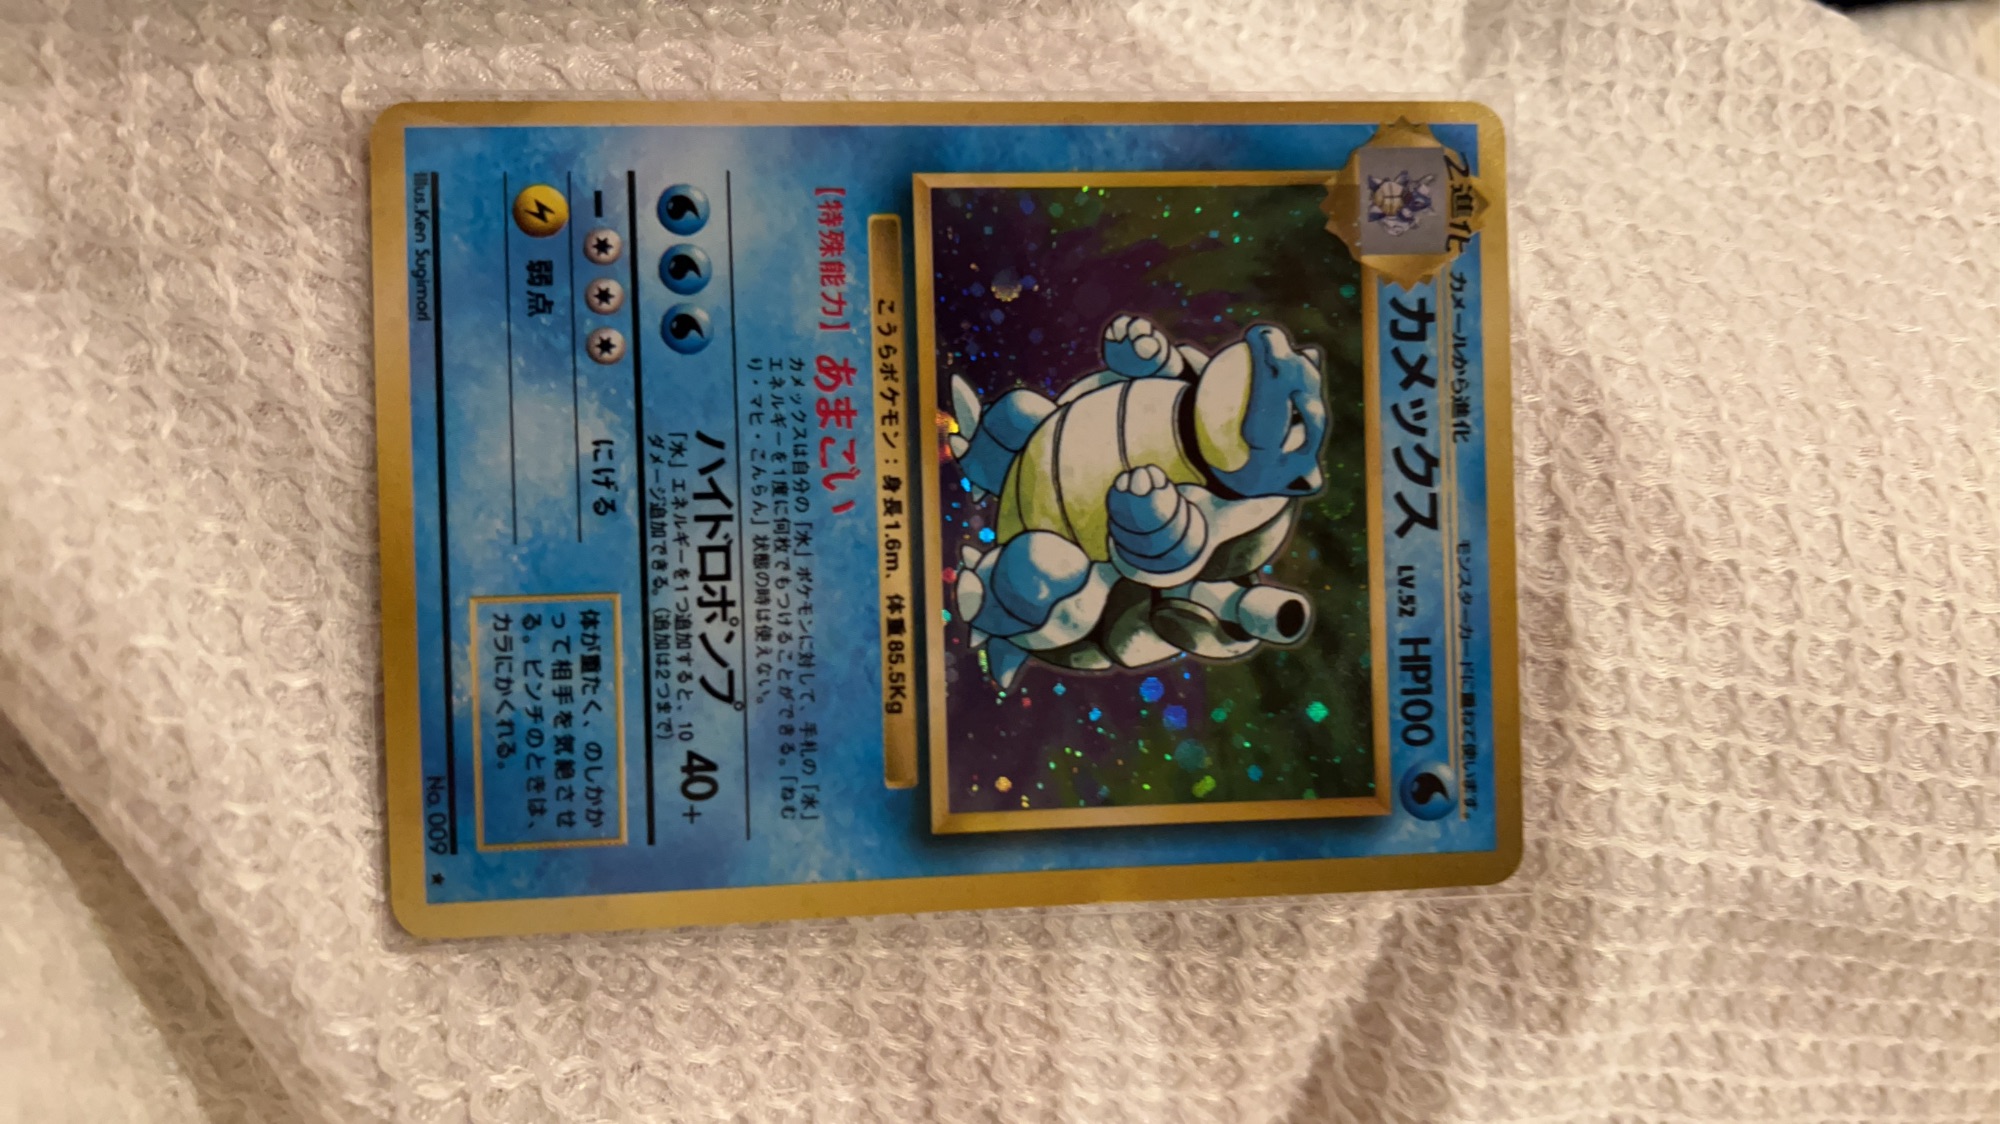 2進化
カメールから進化
モンスターカードに重ねて使います。
カメックス LV.52 HP100
こうらポケモン:身長1.6m、体重85.5Kg
【特殊能力】あまごい
カメックスは自分の「水」ポケモンに対して、手札の「水」
エネルギーを1度に何枚でもつけることができる。「ねむ
り・マヒ・こんらん」状態の時は使えない。
ハイドロポンプ 40+
「水」エネルギーを1つ追加すると、10
ダメージ追加できる。(追加は2つまで)
ー にげる
弱点
体が重たく、のしかか
って相手を気絶させ
る。ピンチのときは、
カラにかくれる。
Illus. Ken Sugimori
No. 009 ★